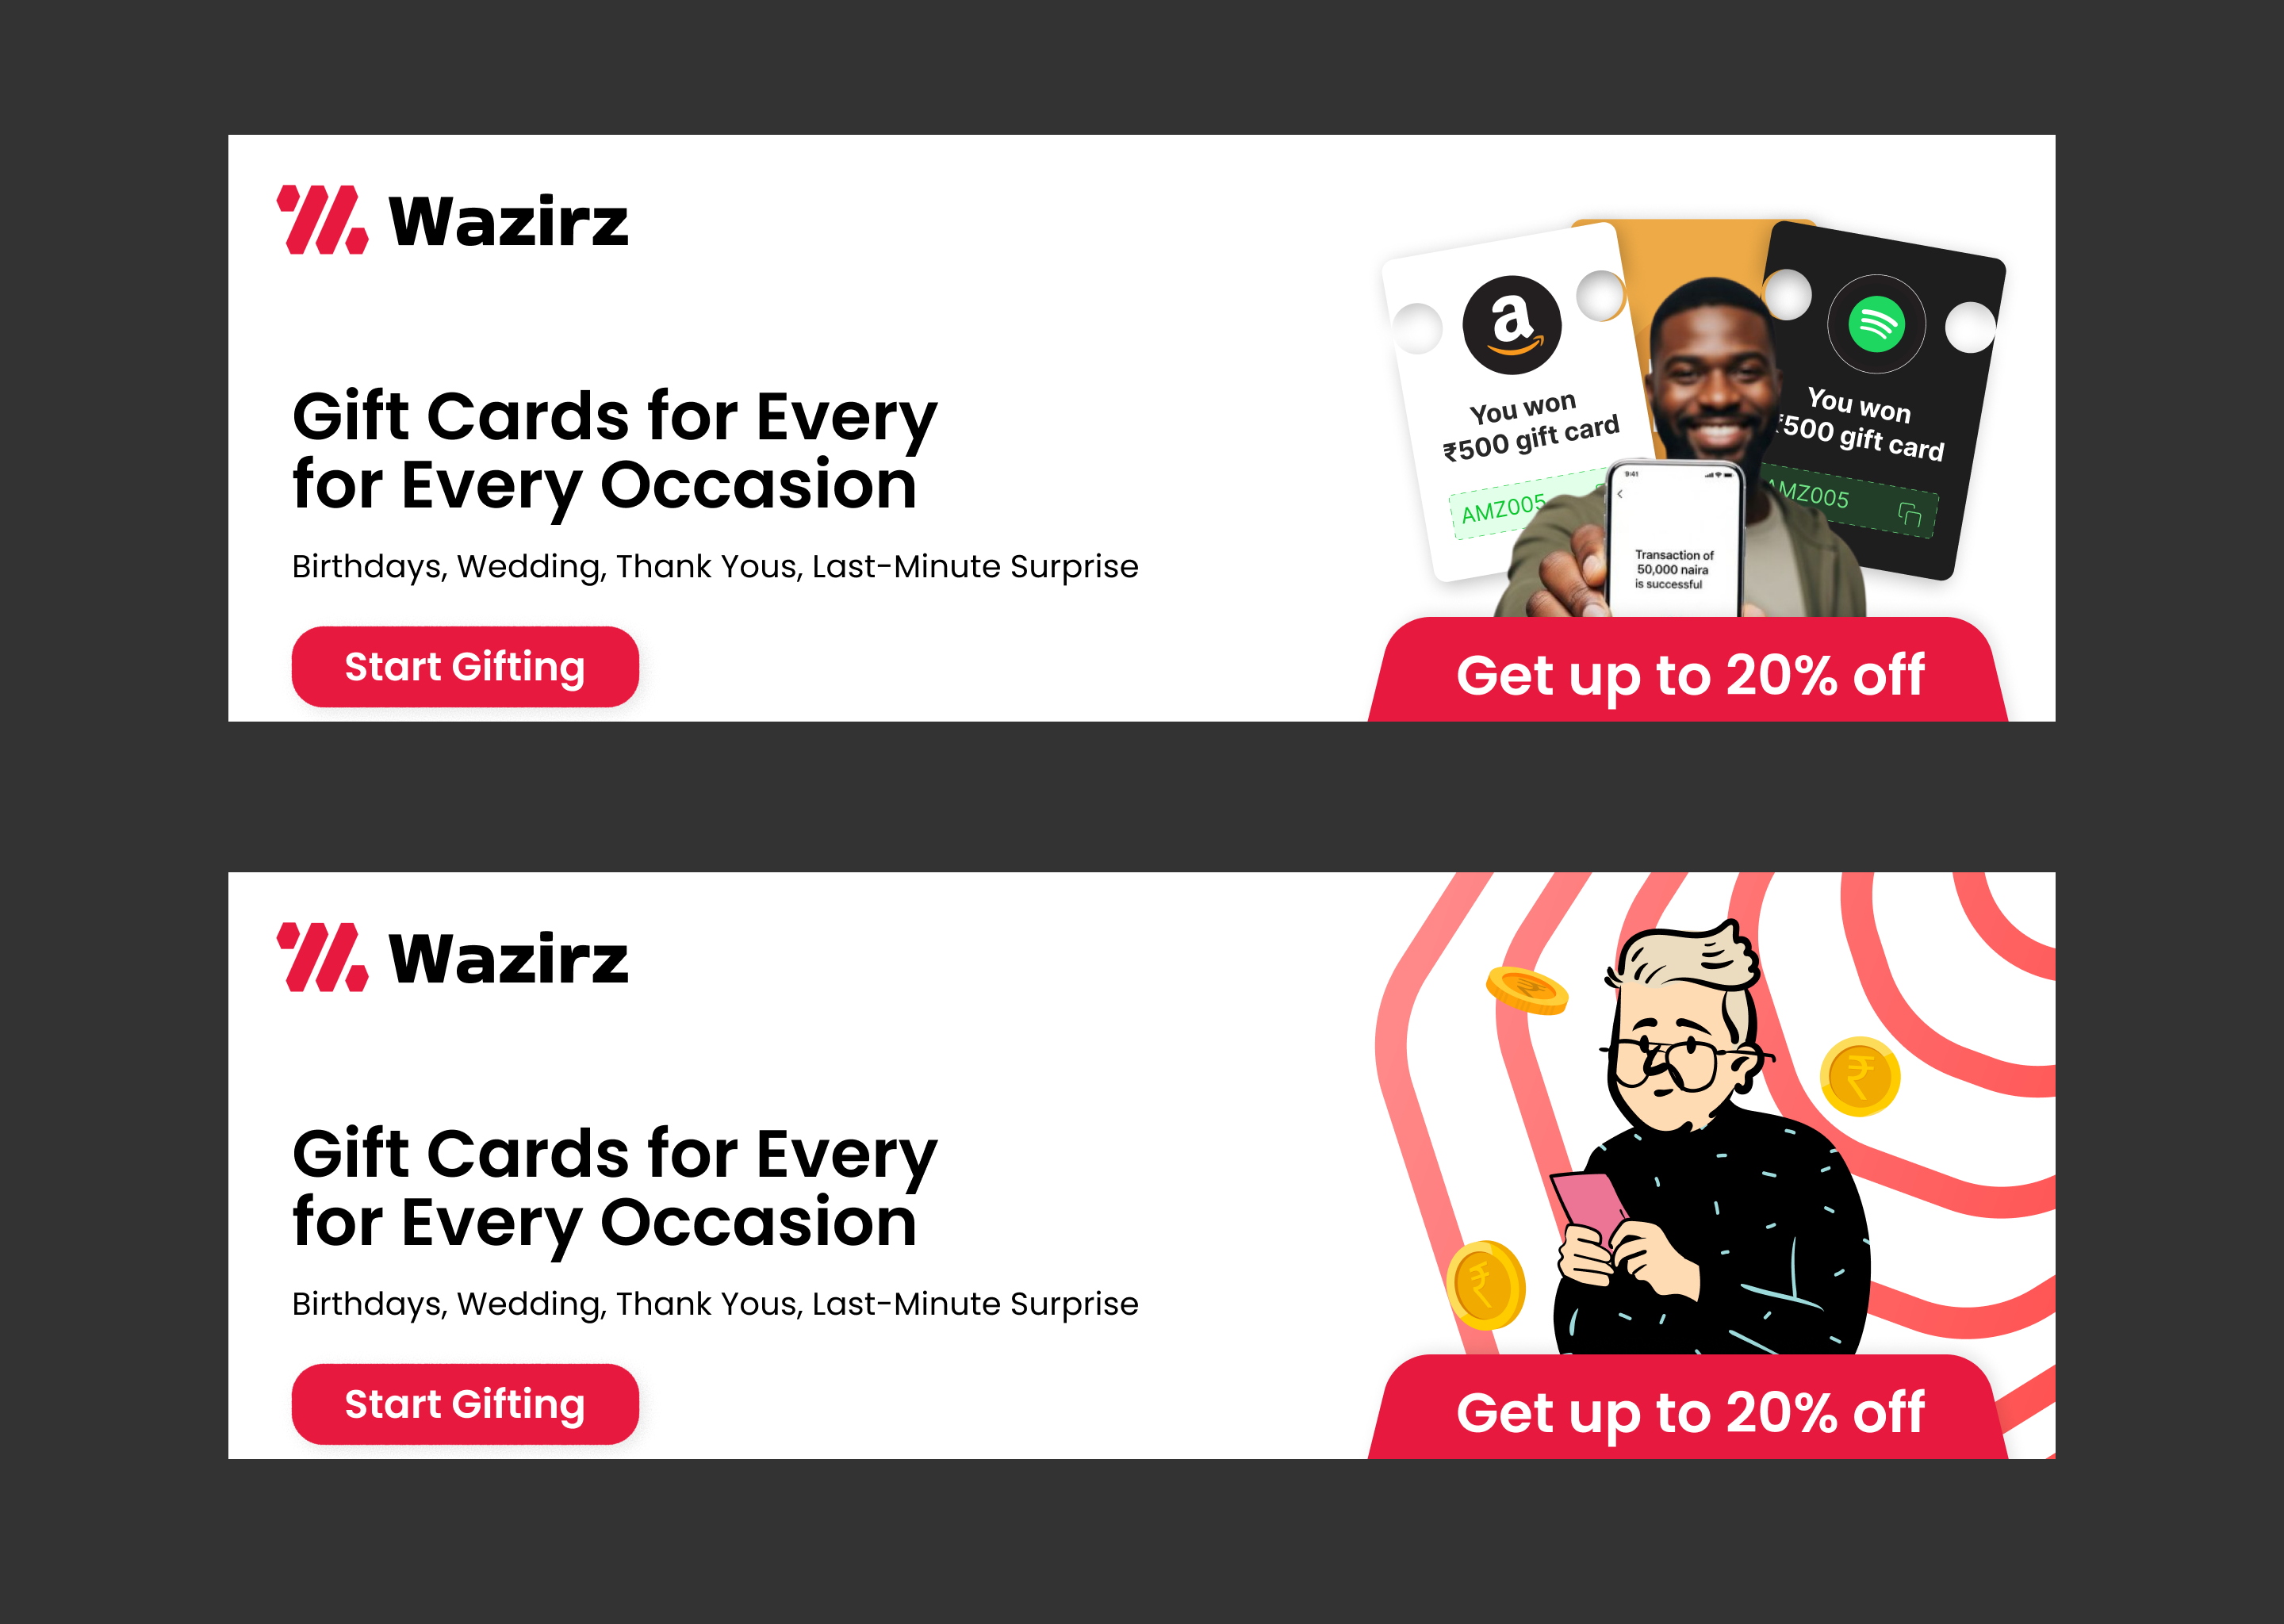 Wazirz
Gift Cards for Every
for Every Occasion
Birthdays, Wedding, Thank Yous, Last-Minute Surprise
Start Gifting
a
You won
₹500 gift card
AMZ005
You won
₹500 gift card
AMZ005
9:41
Transaction of
50,000 naira
is successful
Get up to 20% off
Wazirz
Gift Cards for Every
for Every Occasion
Birthdays, Wedding, Thank Yous, Last-Minute Surprise
Start Gifting
₹
₹
₹
Get up to 20% off